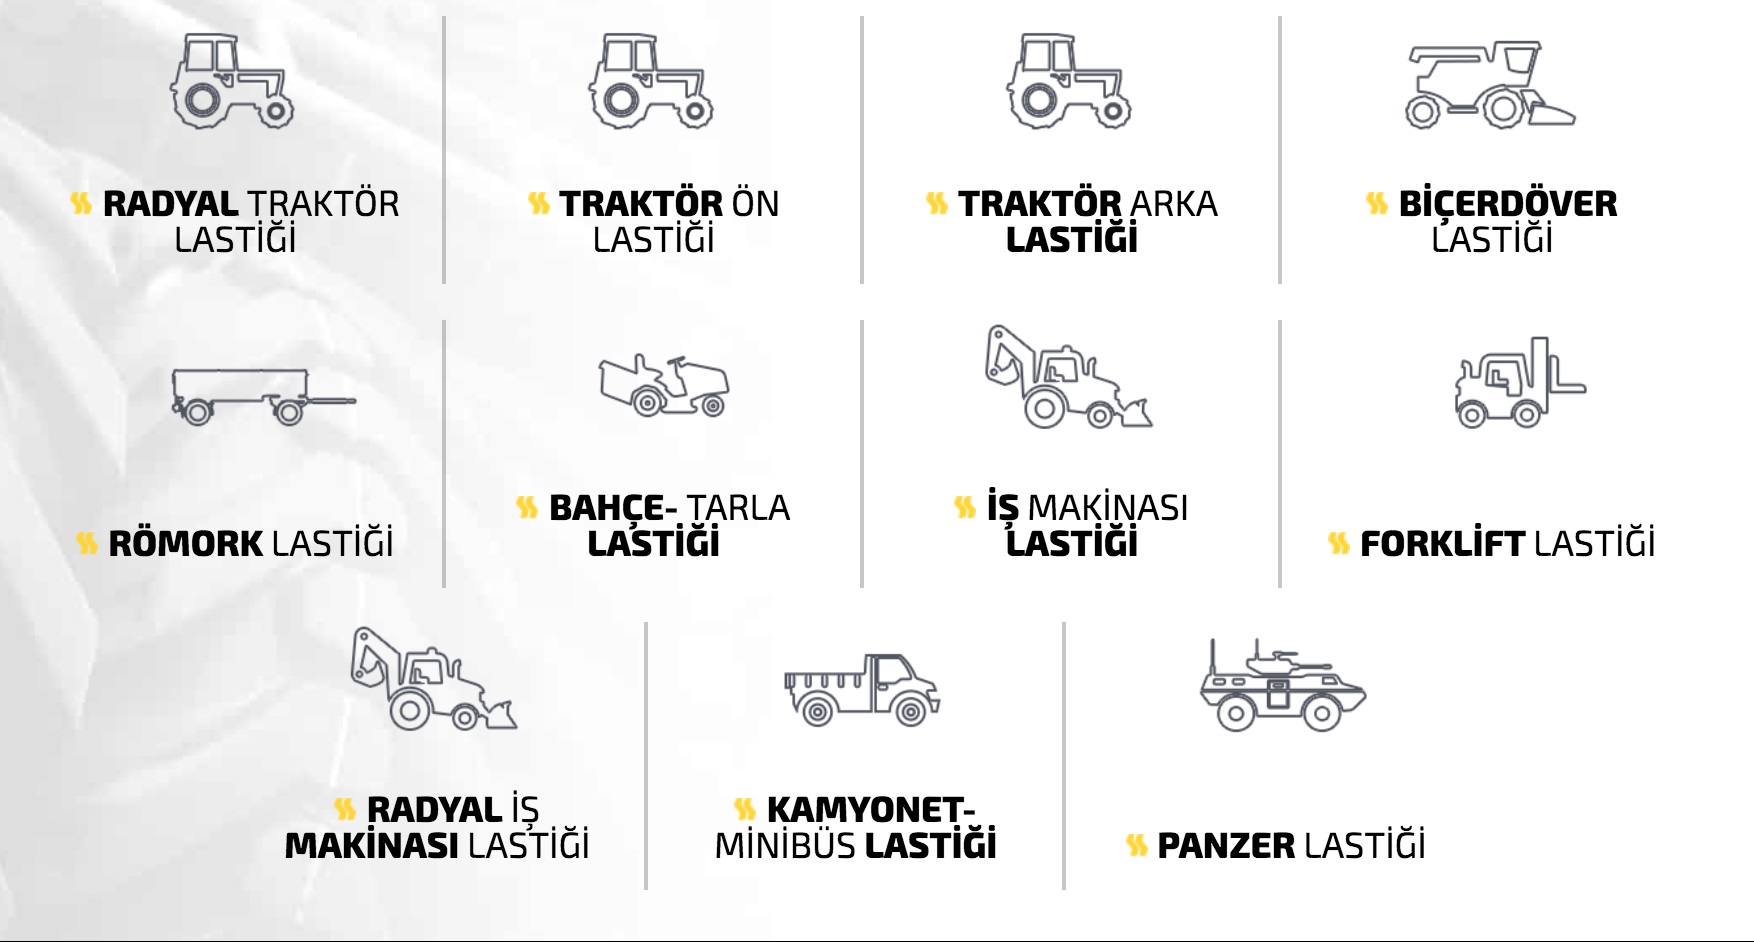 RADYAL TRAKTÖR
LASTİĞİ
TRAKTÖR ÖN
LASTİĞİ
TRAKTÖR ARKA
LASTİĞİ
BİÇERDÖVER
LASTİĞİ
RÖMORK LASTİĞİ
BAHÇE- TARLA
LASTİĞİ
İŞ MAKİNASI
LASTİĞİ
FORKLİFT LASTİĞİ
RADYAL İŞ
MAKİNASI LASTİĞİ
KAMYONET-
MİNİBÜS LASTİĞİ
PANZER LASTİĞİ